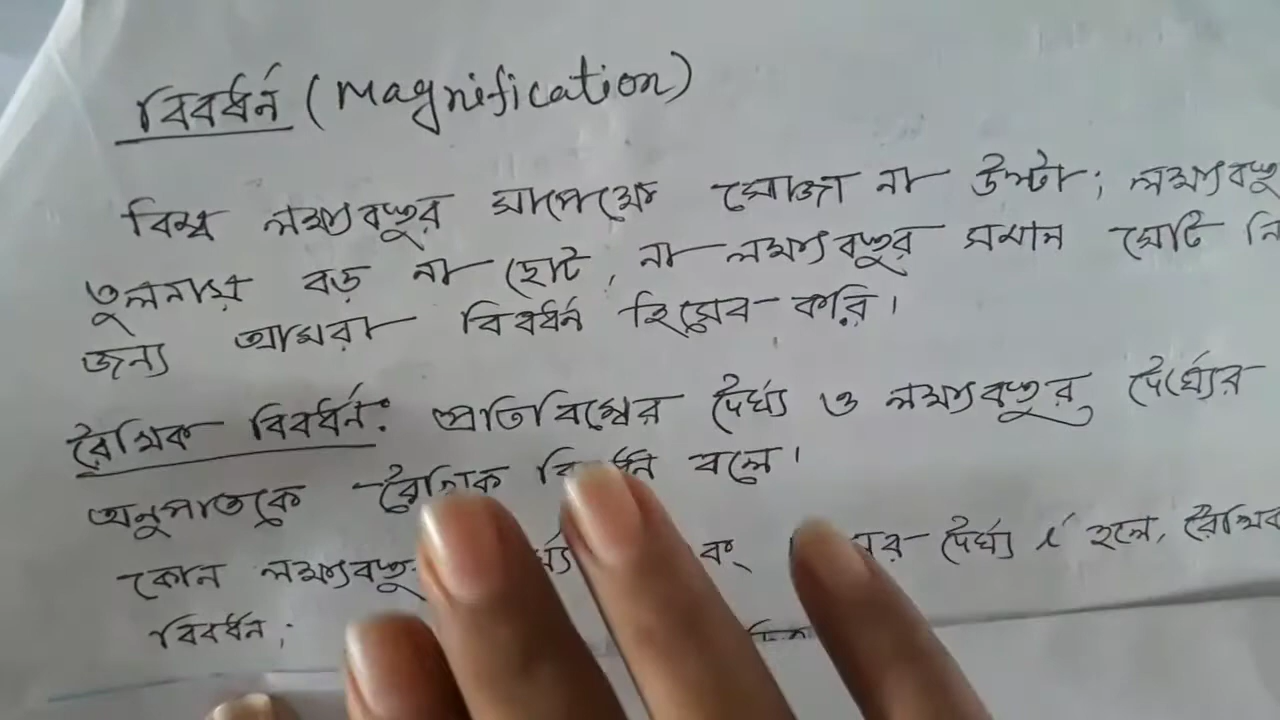 বিবর্ধন (Magnification)
বিম্ব লক্ষ্যবস্তুর সাপেক্ষে সোজা না উল্টা; লক্ষ্যবস্তু
তুলনায় বড় না ছোট, না লক্ষ্যবস্তুর সমান সেটি
জন্য আমরা বিবর্ধন হিসেব করি।
রৈখিক বিবর্ধন: প্রতিবিম্বের দৈর্ঘ্য ও লক্ষ্যবস্তুর দৈর্ঘ্যের
অনুপাতকে রৈখিক বলে।
কোন লক্ষ্যবস্তু দৈর্ঘ্য হলে, রৈখিক
বিবর্ধন;